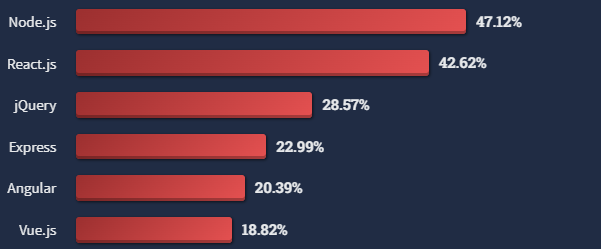 Node.js 47.12%
React.js 42.62%
jQuery 28.57%
Express 22.99%
Angular 20.39%
Vue.js 18.82%